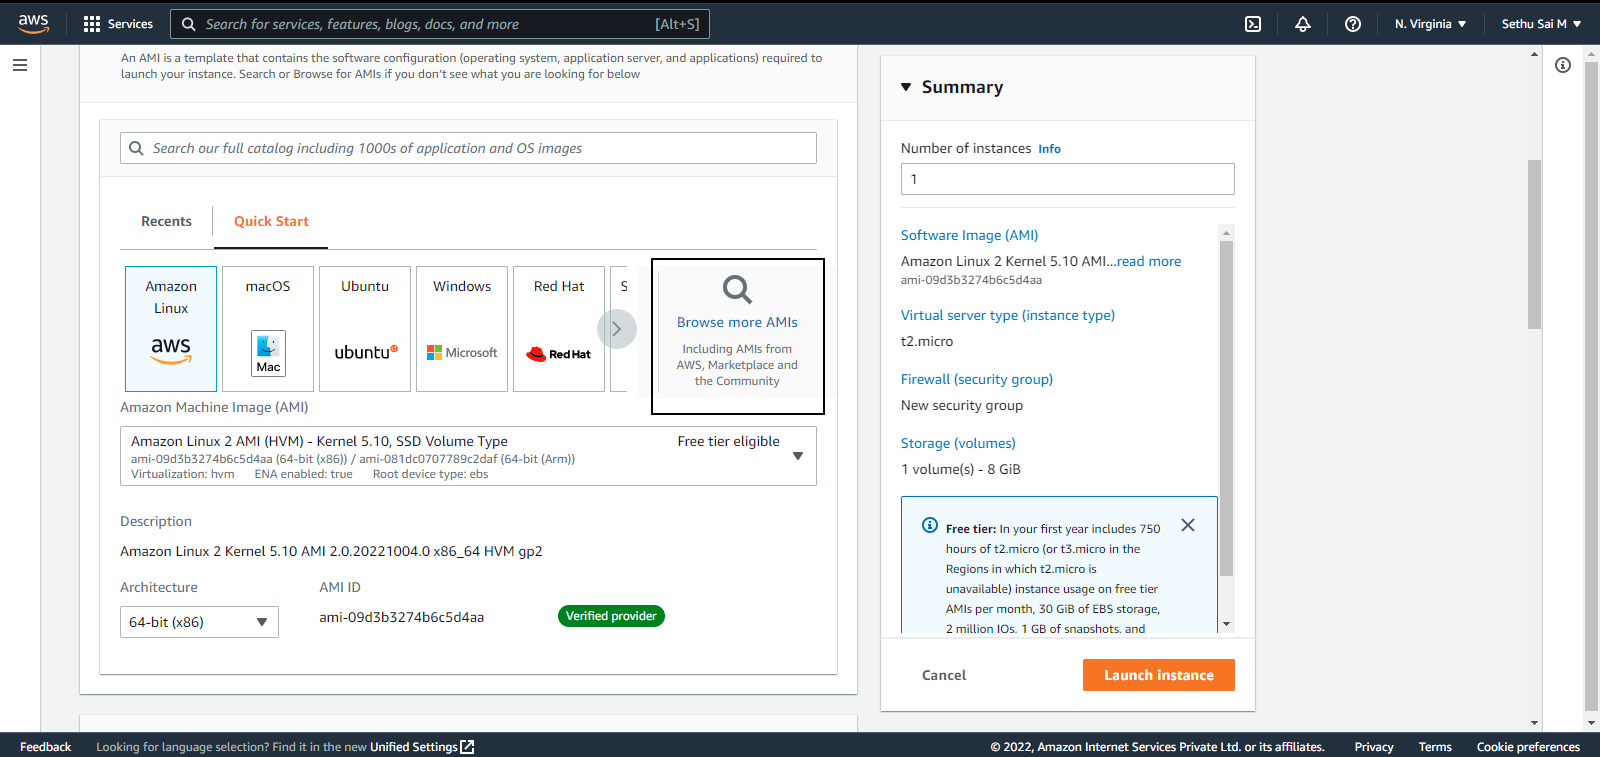 aws
Services
Search for services, features, blogs, docs, and more
[Alt+S]
N. Virginia
Sethu Sai M
An AMI is a template that contains the software configuration (operating system, application server, and applications) required to
launch your instance. Search or Browse for AMIs if you don't see what you are looking for below
Search our full catalog including 1000s of application and OS images
Recents
Quick Start
Amazon
Linux
aws
macOS
Mac
Ubuntu
ubuntu
Windows
Microsoft
Red Hat
Red Hat
S
Browse more AMIs
Including AMIs from
AWS, Marketplace and
the Community
Amazon Machine Image (AMI)
Amazon Linux 2 AMI (HVM) - Kernel 5.10, SSD Volume Type
Free tier eligible
ami-09d3b3274b6c5d4aa (64-bit (x86)) / ami-081dc0707789c2daf (64-bit (Arm))
Virtualization: hvm ENA enabled: true Root device type: ebs
Description
Amazon Linux 2 Kernel 5.10 AMI 2.0.20221004.0 x86_64 HVM gp2
Architecture
AMI ID
64-bit (x86)
ami-09d3b3274b6c5d4aa
Verified provider
Summary
Number of instances Info
1
Software Image (AMI)
Amazon Linux 2 Kernel 5.10 AMI...read more
ami-09d3b3274b6c5d4aa
Virtual server type (instance type)
t2.micro
Firewall (security group)
New security group
Storage (volumes)
1 volume(s) - 8 GiB
Free tier: In your first year includes 750
hours of t2.micro (or t3.micro in the
Regions in which t2.micro is
unavailable) instance usage on free tier
AMIs per month, 30 GiB of EBS storage,
2 million IOs, 1 GB of snapshots, and
Cancel
Launch instance
Feedback
Looking for language selection? Find it in the new Unified Settings
© 2022, Amazon Internet Services Private Ltd. or its affiliates.
Privacy
Terms
Cookie preferences